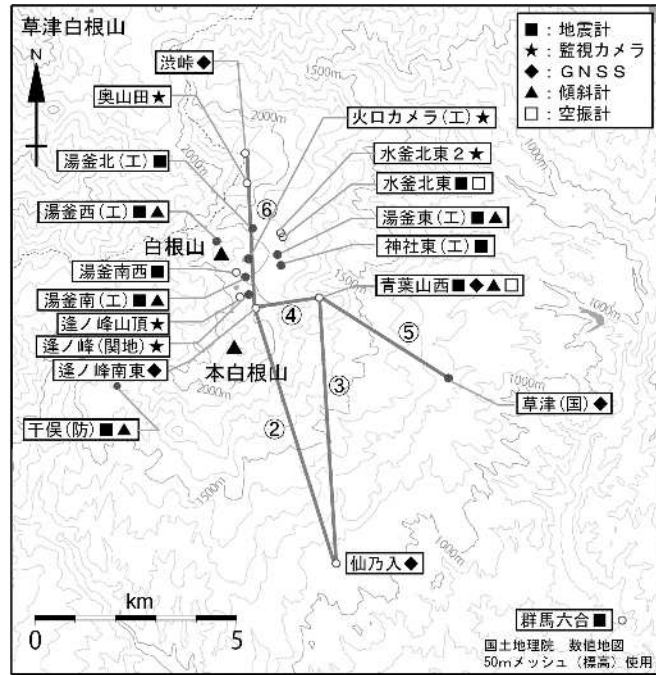 草津白根山
N
■：地震計
★：監視カメラ
◆：GNSS
▲：傾斜計
□：空振計
渋峠◆
奥山田★
湯釜北(工)■
湯釜西(工)■▲
白根山
湯釜南西■
湯釜南(工)■▲
逢ノ峰山頂★
逢ノ峰(関地)★
逢ノ峰南東◆
本白根山
干俣(防)■▲
火口カメラ(工)★
水釜北東2★
水釜北東■□
湯釜東(工)■▲
神社東(工)■
青葉山西■◆▲□
草津(国)◆
仙乃入◆
群馬六合■
⑥
④
⑤
③
②
1500m
2000m
2000m
1500m
1000m
1000m
2000m
1500m
1000m
km
0 5
国土地理院 数値地図
50mメッシュ(標高)使用